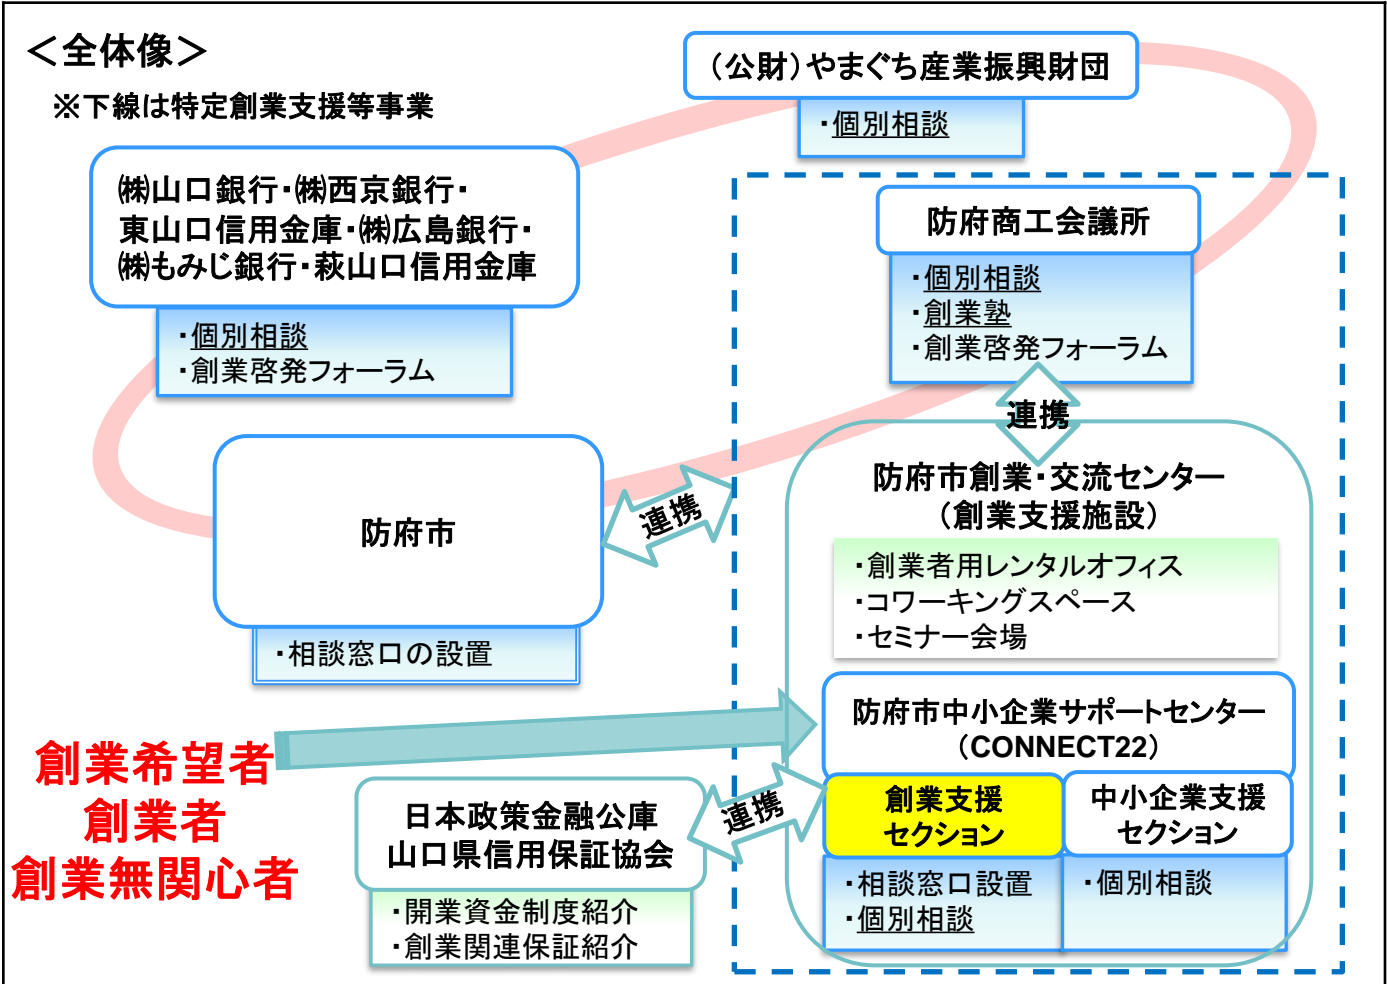 ＜全体像＞
※下線は特定創業支援等事業
（公財）やまぐち産業振興財団
・個別相談
㈱山口銀行・㈱西京銀行・
東山口信用金庫・㈱広島銀行・
㈱もみじ銀行・萩山口信用金庫
・個別相談
・創業啓発フォーラム
防府商工会議所
・個別相談
・創業塾
・創業啓発フォーラム
連携
防府市
・相談窓口の設置
連携
防府市創業・交流センター
（創業支援施設）
・創業者用レンタルオフィス
・コワーキングスペース
・セミナー会場
防府市中小企業サポートセンター
（CONNECT22）
創業支援
セクション
・相談窓口設置
・個別相談
中小企業支援
セクション
・個別相談
創業希望者
創業者
創業無関心者
日本政策金融公庫
山口県信用保証協会
・開業資金制度紹介
・創業関連保証紹介
連携